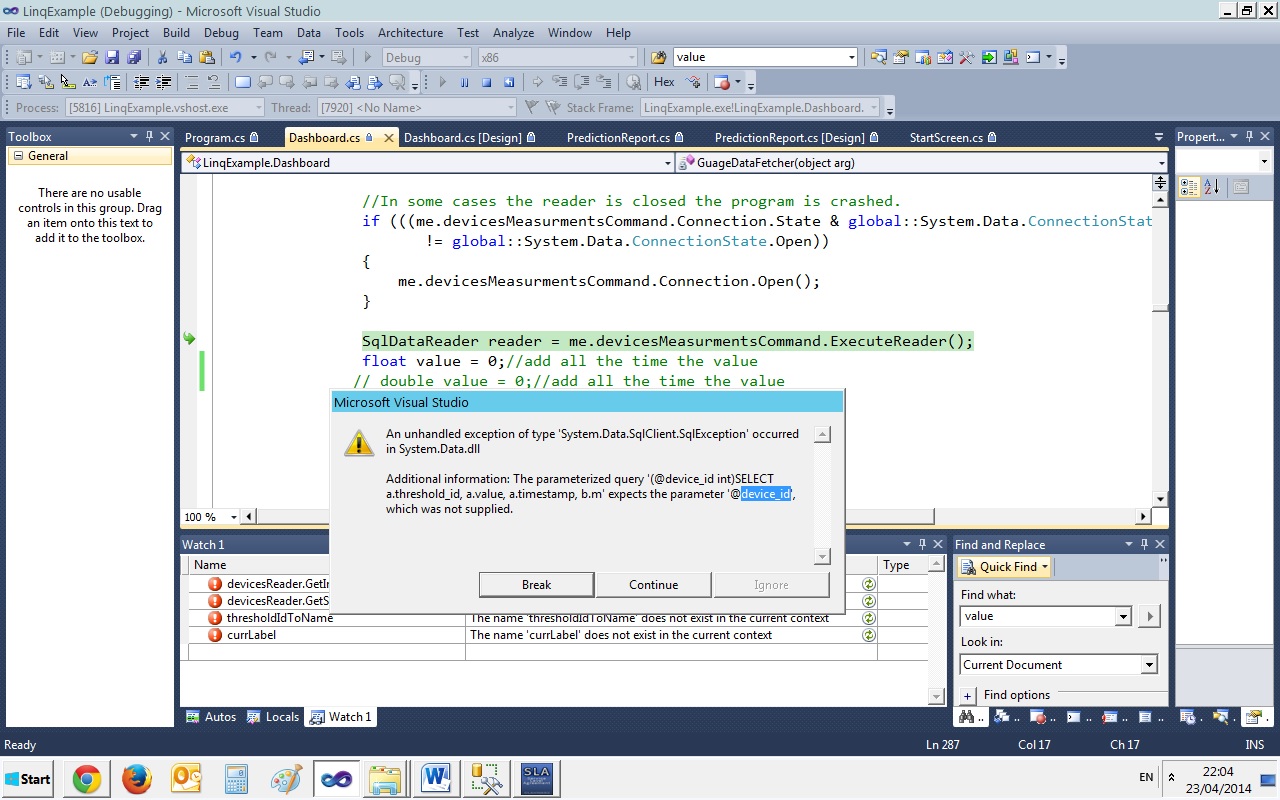 LinqExample (Debugging) - Microsoft Visual Studio
File Edit View Project Build Debug Team Data Tools Architecture Test Analyze Window Help
Debug x86 value
Hex
Process: [5816] LinqExample.vshost.exe Thread: [7920] <No Name> Stack Frame: LinqExample.exe!LinqExample.Dashboard.
Toolbox
General
There are no usable
controls in this group. Drag
an item onto this text to
add it to the toolbox.
Program.cs Dashboard.cs Dashboard.cs [Design] PredictionReport.cs PredictionReport.cs [Design] StartScreen.cs
LinqExample.Dashboard GuageDataFetcher(object arg)
//In some cases the reader is closed the program is crashed.
if (((me.devicesMeasurmentsCommand.Connection.State & global::System.Data.ConnectionStat
!= global::System.Data.ConnectionState.Open))
{
me.devicesMeasurmentsCommand.Connection.Open();
}
SqlDataReader reader = me.devicesMeasurmentsCommand.ExecuteReader();
float value = 0;//add all the time the value
// double value = 0;//add all the time the value
100 %
Propert...
Microsoft Visual Studio
An unhandled exception of type 'System.Data.SqlClient.SqlException' occurred
in System.Data.dll
Additional information: The parameterized query '(@device_id int)SELECT
a.threshold_id, a.value, a.timestamp, b.m' expects the parameter '@device_id',
which was not supplied.
Break Continue Ignore
Watch 1
Name Type
devicesReader.GetIn
devicesReader.GetS
thresholdIdToName The name 'thresholdIdToName' does not exist in the current context
currLabel The name 'currLabel' does not exist in the current context
Autos Locals Watch 1
Find and Replace
Quick Find
Find what:
value
Look in:
Current Document
Find options
Ready Ln 287 Col 17 Ch 17 INS
Start SLA EN 22:04
23/04/2014